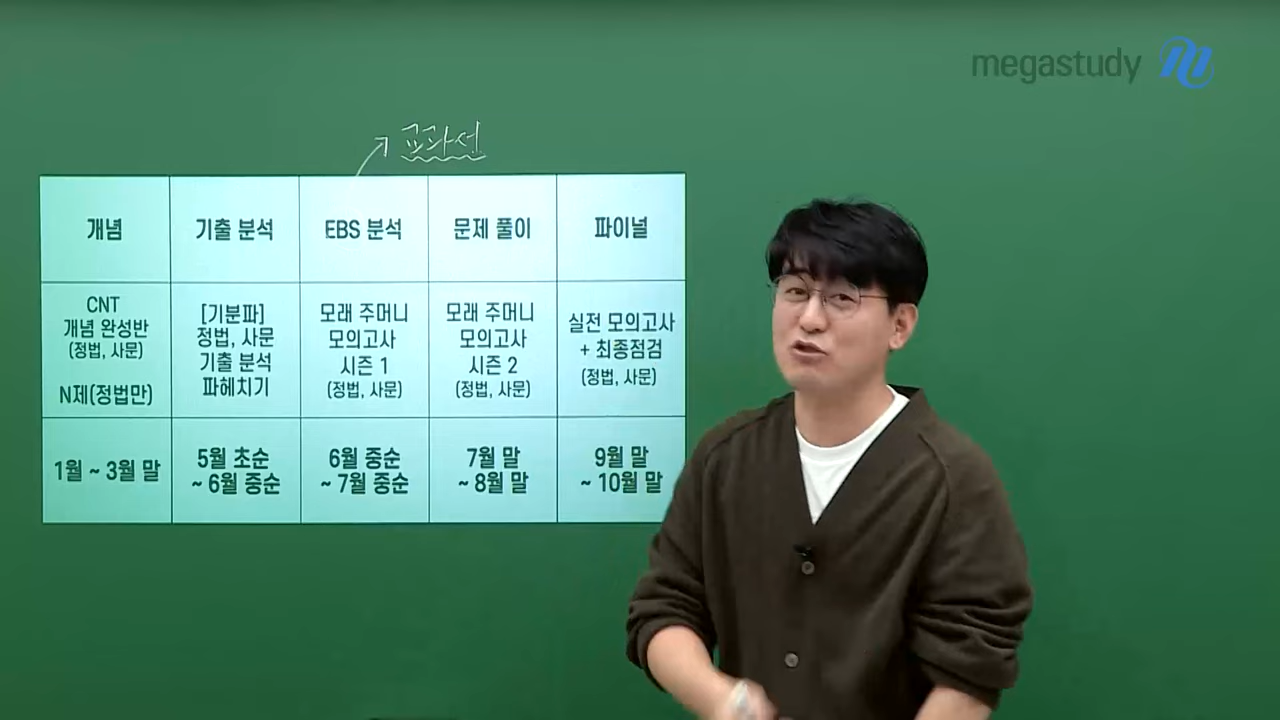 megastudy
교과서
개념
기출 분석
EBS 분석
문제 풀이
파이널
CNT
개념 완성반
(정법, 사문)
N제(정법만)
[기분파]
정법, 사문
기출 분석
파헤치기
모래 주머니
모의고사
시즌 1
(정법, 사문)
모래 주머니
모의고사
시즌 2
(정법, 사문)
실전 모의고사
+ 최종점검
(정법, 사문)
1월 ~ 3월 말
5월 초순
~ 6월 중순
6월 중순
~ 7월 중순
7월 말
~ 8월 말
9월 말
~ 10월 말